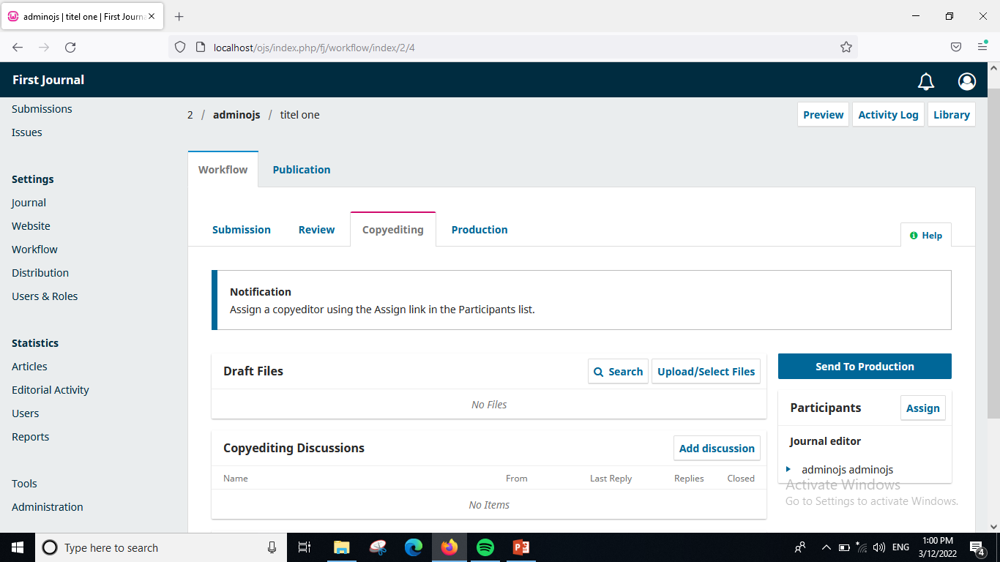 adminojs | titel one | First Journa
localhost/ojs/index.php/fj/workflow/index/2/4
First Journal
Submissions
Issues
Settings
Journal
Website
Workflow
Distribution
Users & Roles
Statistics
Articles
Editorial Activity
Users
Reports
Tools
Administration
2 / adminojs / titel one
Preview
Activity Log
Library
Workflow
Publication
Submission
Review
Copyediting
Production
Help
Notification
Assign a copyeditor using the Assign link in the Participants list.
Draft Files
Search
Upload/Select Files
No Files
Copyediting Discussions
Add discussion
Name From Last Reply Replies Closed
No Items
Send To Production
Participants
Assign
Journal editor
adminojs adminojs
Activate Windows
Go to Settings to activate Windows.
Type here to search
ENG
1:00 PM
3/12/2022
4